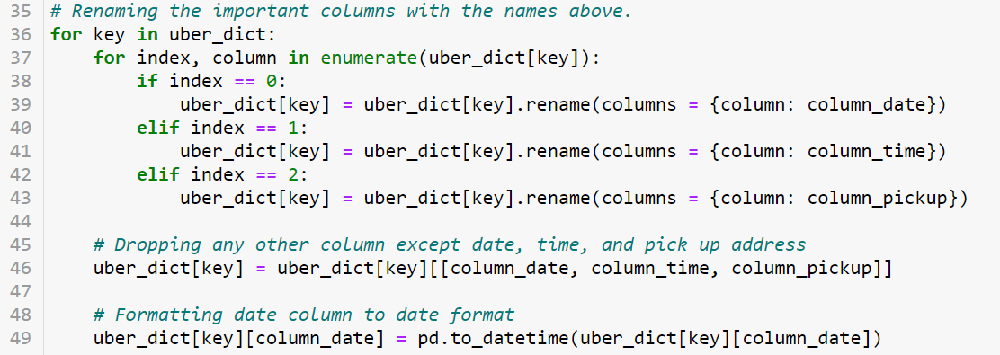 35 # Renaming the important columns with the names above.
36 for key in uber_dict:
37     for index, column in enumerate(uber_dict[key]):
38         if index == 0:
39             uber_dict[key] = uber_dict[key].rename(columns = {column: column_date})
40         elif index == 1:
41             uber_dict[key] = uber_dict[key].rename(columns = {column: column_time})
42         elif index == 2:
43             uber_dict[key] = uber_dict[key].rename(columns = {column: column_pickup})
44
45     # Dropping any other column except date, time, and pick up address
46     uber_dict[key] = uber_dict[key][[column_date, column_time, column_pickup]]
47
48     # Formatting date column to date format
49     uber_dict[key][column_date] = pd.to_datetime(uber_dict[key][column_date])